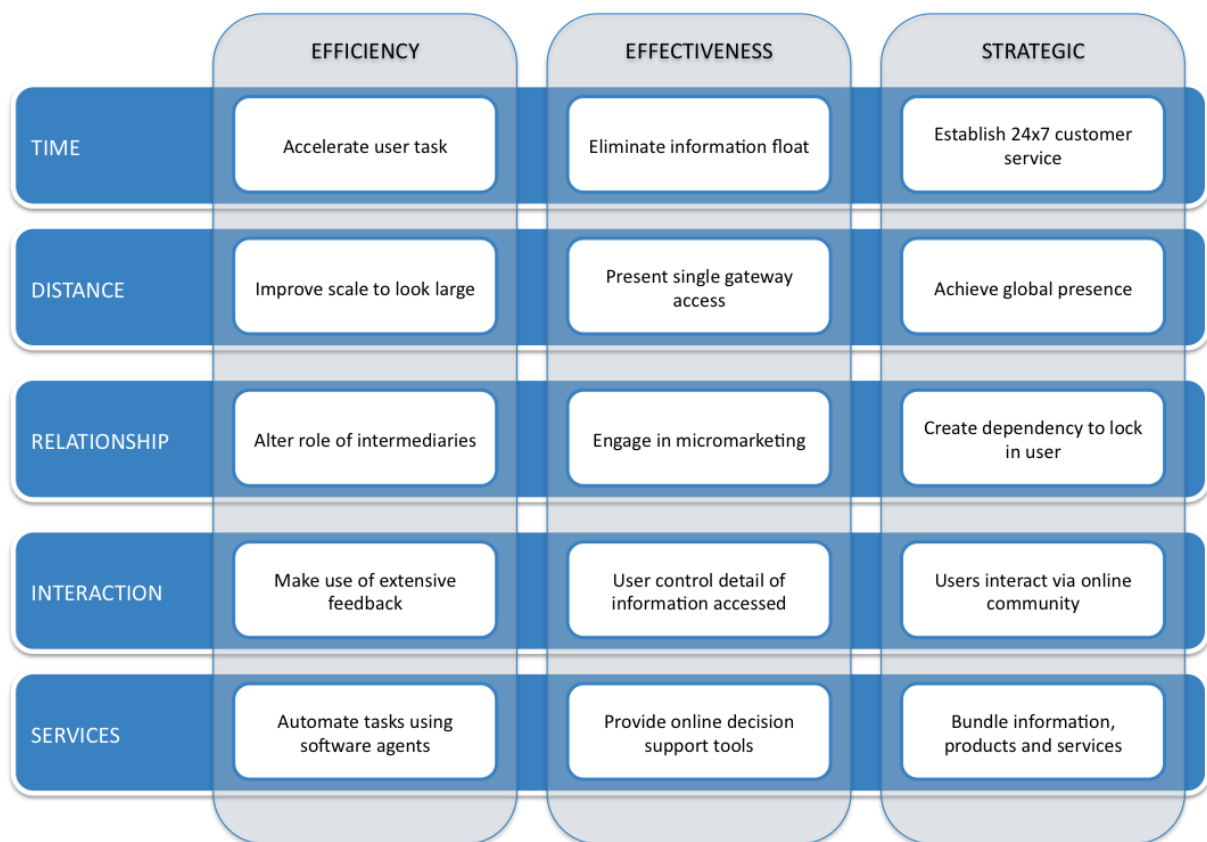 EFFICIENCY
EFFECTIVENESS
STRATEGIC
TIME
Accelerate user task
Eliminate information float
Establish 24x7 customer
service
DISTANCE
Improve scale to look large
Present single gateway
access
Achieve global presence
RELATIONSHIP
Alter role of intermediaries
Engage in micromarketing
Create dependency to lock
in user
INTERACTION
Make use of extensive
feedback
User control detail of
information accessed
Users interact via online
community
SERVICES
Automate tasks using
software agents
Provide online decision
support tools
Bundle information,
products and services